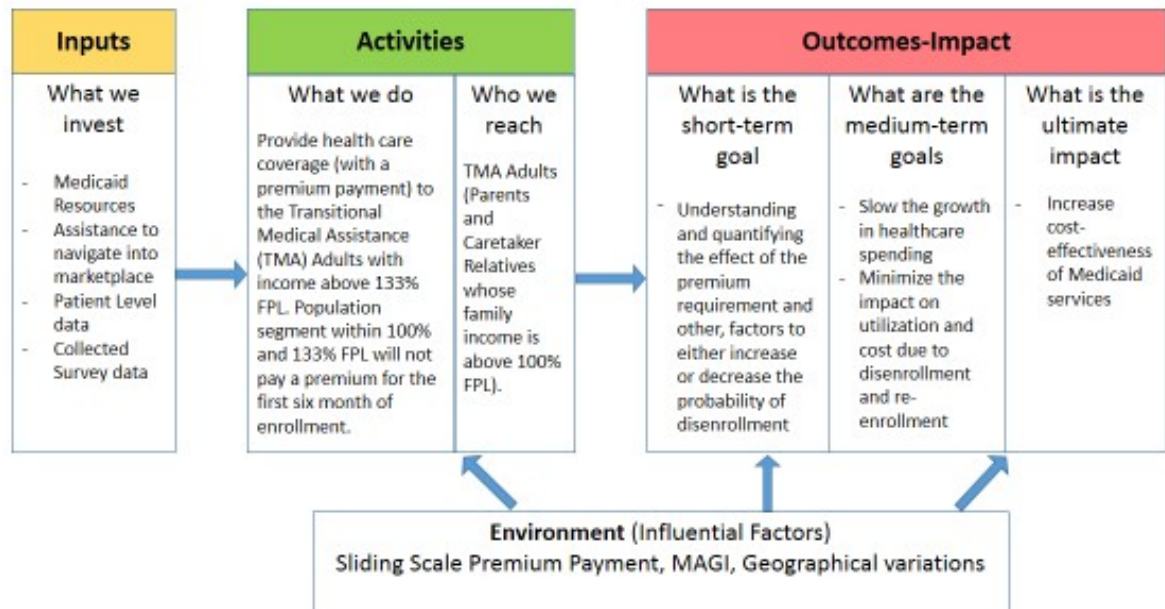 Inputs
Activities
Outcomes-Impact
What we
invest
- Medicaid
Resources
- Assistance to
navigate into
marketplace
- Patient Level
data
- Collected
Survey data
What we do
Provide health care
coverage (with a
premium payment) to
the Transitional
Medical Assistance
(TMA) Adults with
income above 133%
FPL. Population
segment within 100%
and 133% FPL will not
pay a premium for the
first six month of
enrollment.
Who we
reach
TMA Adults
(Parents
and
Caretaker
Relatives
whose
family
income is
above 100%
FPL).
What is the
short-term
goal
- Understanding
and quantifying
the effect of the
premium
requirement and
other, factors to
either increase
or decrease the
probability of
disenrollment
What are the
medium-term
goals
- Slow the growth
in healthcare
spending
- Minimize the
impact on
utilization and
cost due to
disenrollment
and re-
enrollment
What is the
ultimate
impact
- Increase
cost-
effectiveness
of Medicaid
services
Environment (Influential Factors)
Sliding Scale Premium Payment, MAGI, Geographical variations